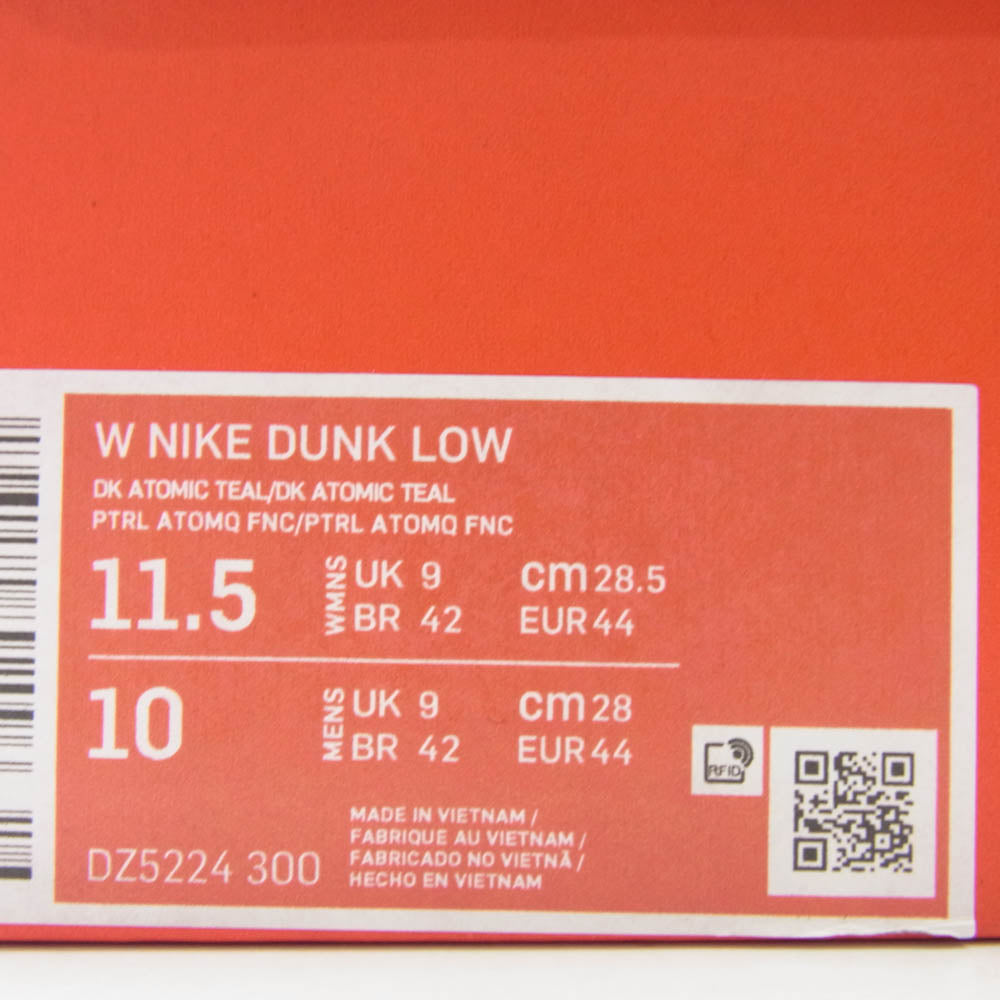 W NIKE DUNK LOW
DK ATOMIC TEAL/DK ATOMIC TEAL
PTRL ATOMQ FNC/PTRL ATOMQ FNC
11.5 WMNS UK 9 cm 28.5
BR 42 EUR 44
10 MENS UK 9 cm 28
BR 42 EUR 44
RFID
DZ5224 300
MADE IN VIETNAM /
FABRIQUE AU VIETNAM /
FABRICADO NO VIETNÃ /
HECHO EN VIETNAM